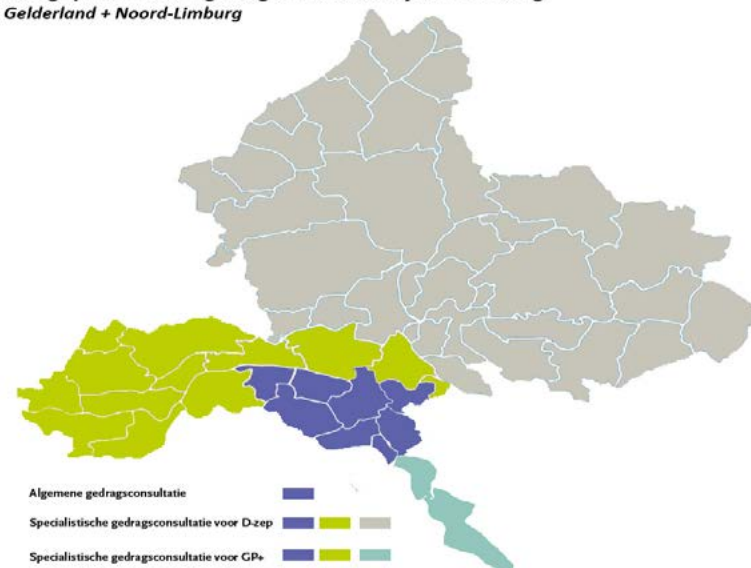 Gelderland + Noord-Limburg
Algemene gedragsconsultatie
Specialistische gedragsconsultatie voor D-zep
Specialistische gedragsconsultatie voor GP+